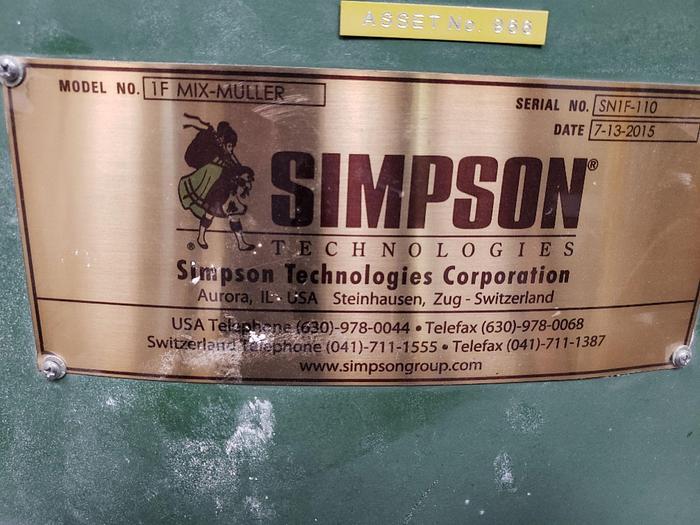 ASSET No. 966
MODEL NO. 1F MIX-MULLER
SERIAL NO. SN1F-110
DATE 7-13-2015
SIMPSON®
TECHNOLOGIES
®
Simpson Technologies Corporation
Aurora, IL - USA Steinhausen, Zug - Switzerland
USA Telephone (630)-978-0044 • Telefax (630)-978-0068
Switzerland Telephone (041)-711-1555 • Telefax (041)-711-1387
www.simpsongroup.com